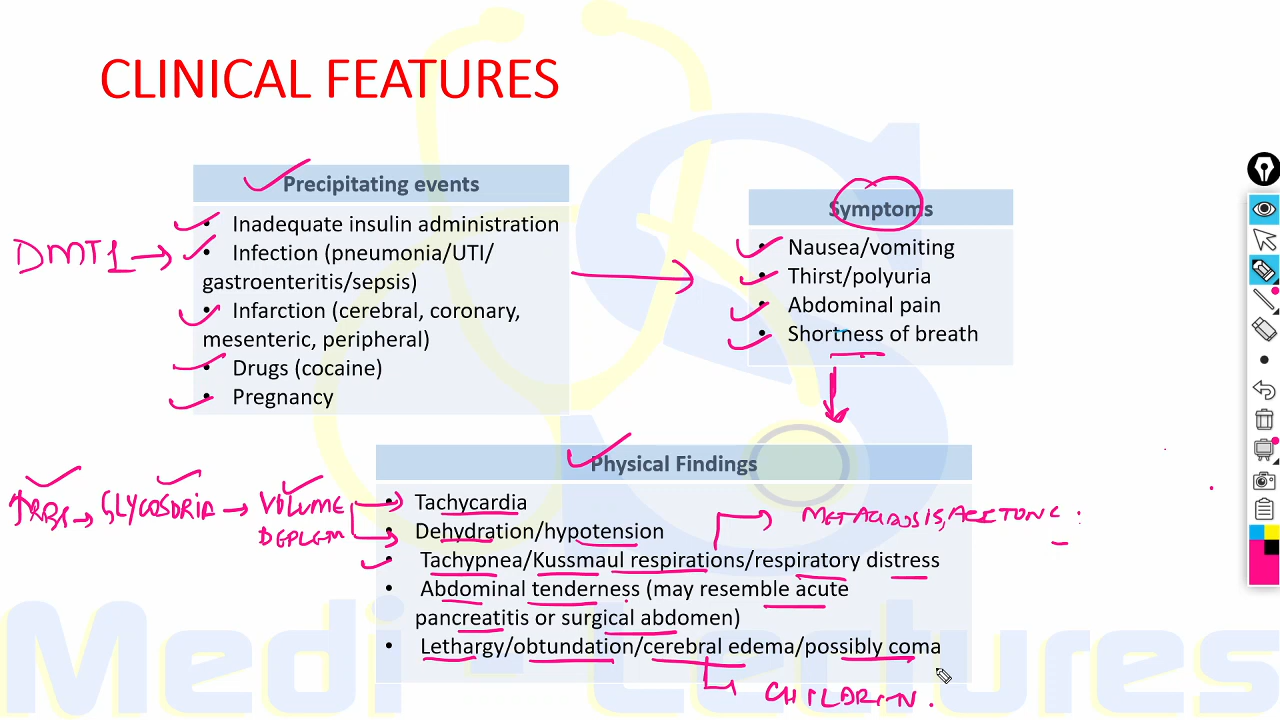 CLINICAL FEATURES
Precipitating events
• Inadequate insulin administration
DMT1 → • Infection (pneumonia/UTI/
gastroenteritis/sepsis)
• Infarction (cerebral, coronary,
mesenteric, peripheral)
• Drugs (cocaine)
• Pregnancy
Symptoms
• Nausea/vomiting
• Thirst/polyuria
• Abdominal pain
• Shortness of breath
Physical Findings
• Tachycardia
• Dehydration/hypotension
• Tachypnea/Kussmaul respirations/respiratory distress
• Abdominal tenderness (may resemble acute
pancreatitis or surgical abdomen)
• Lethargy/obtundation/cerebral edema/possibly coma
GLYCOSORIA → VOLUME
CHILDREN.
Medi-Lectures